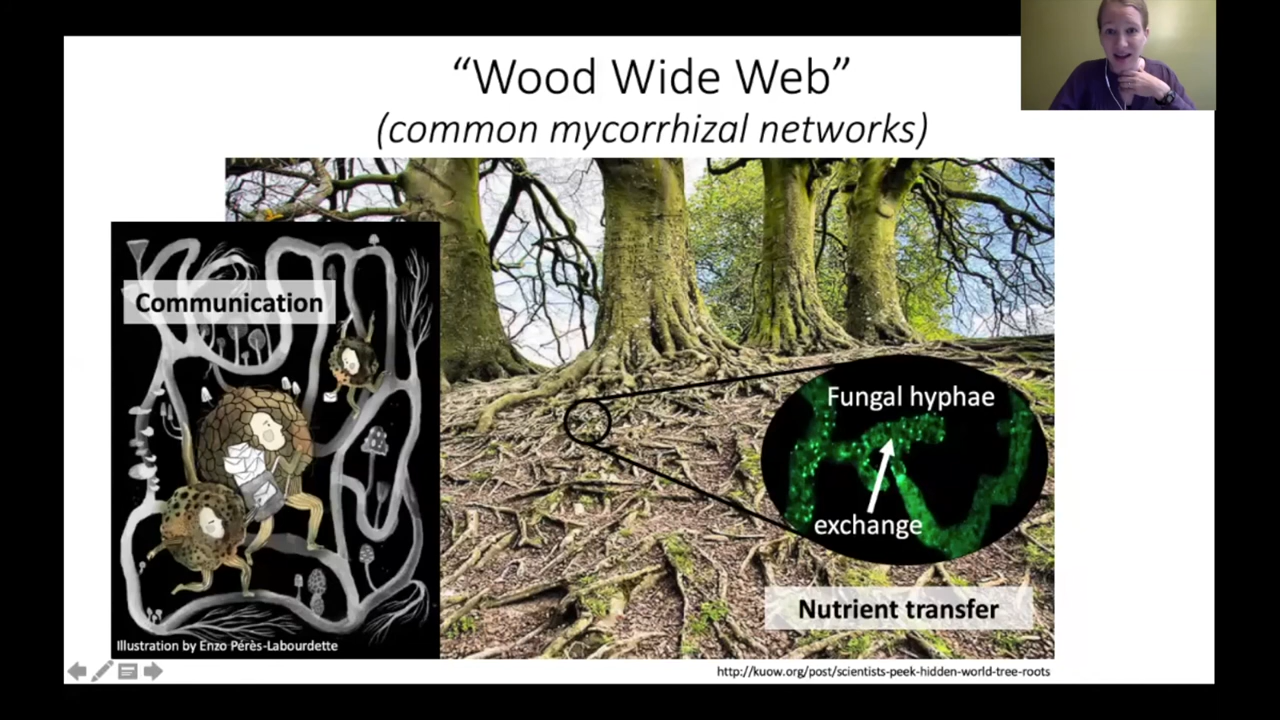 “Wood Wide Web”
(common mycorrhizal networks)
Communication
Fungal hyphae
exchange
Nutrient transfer
Illustration by Enzo Pérès-Labourdette
http://kuow.org/post/scientists-peek-hidden-world-tree-roots